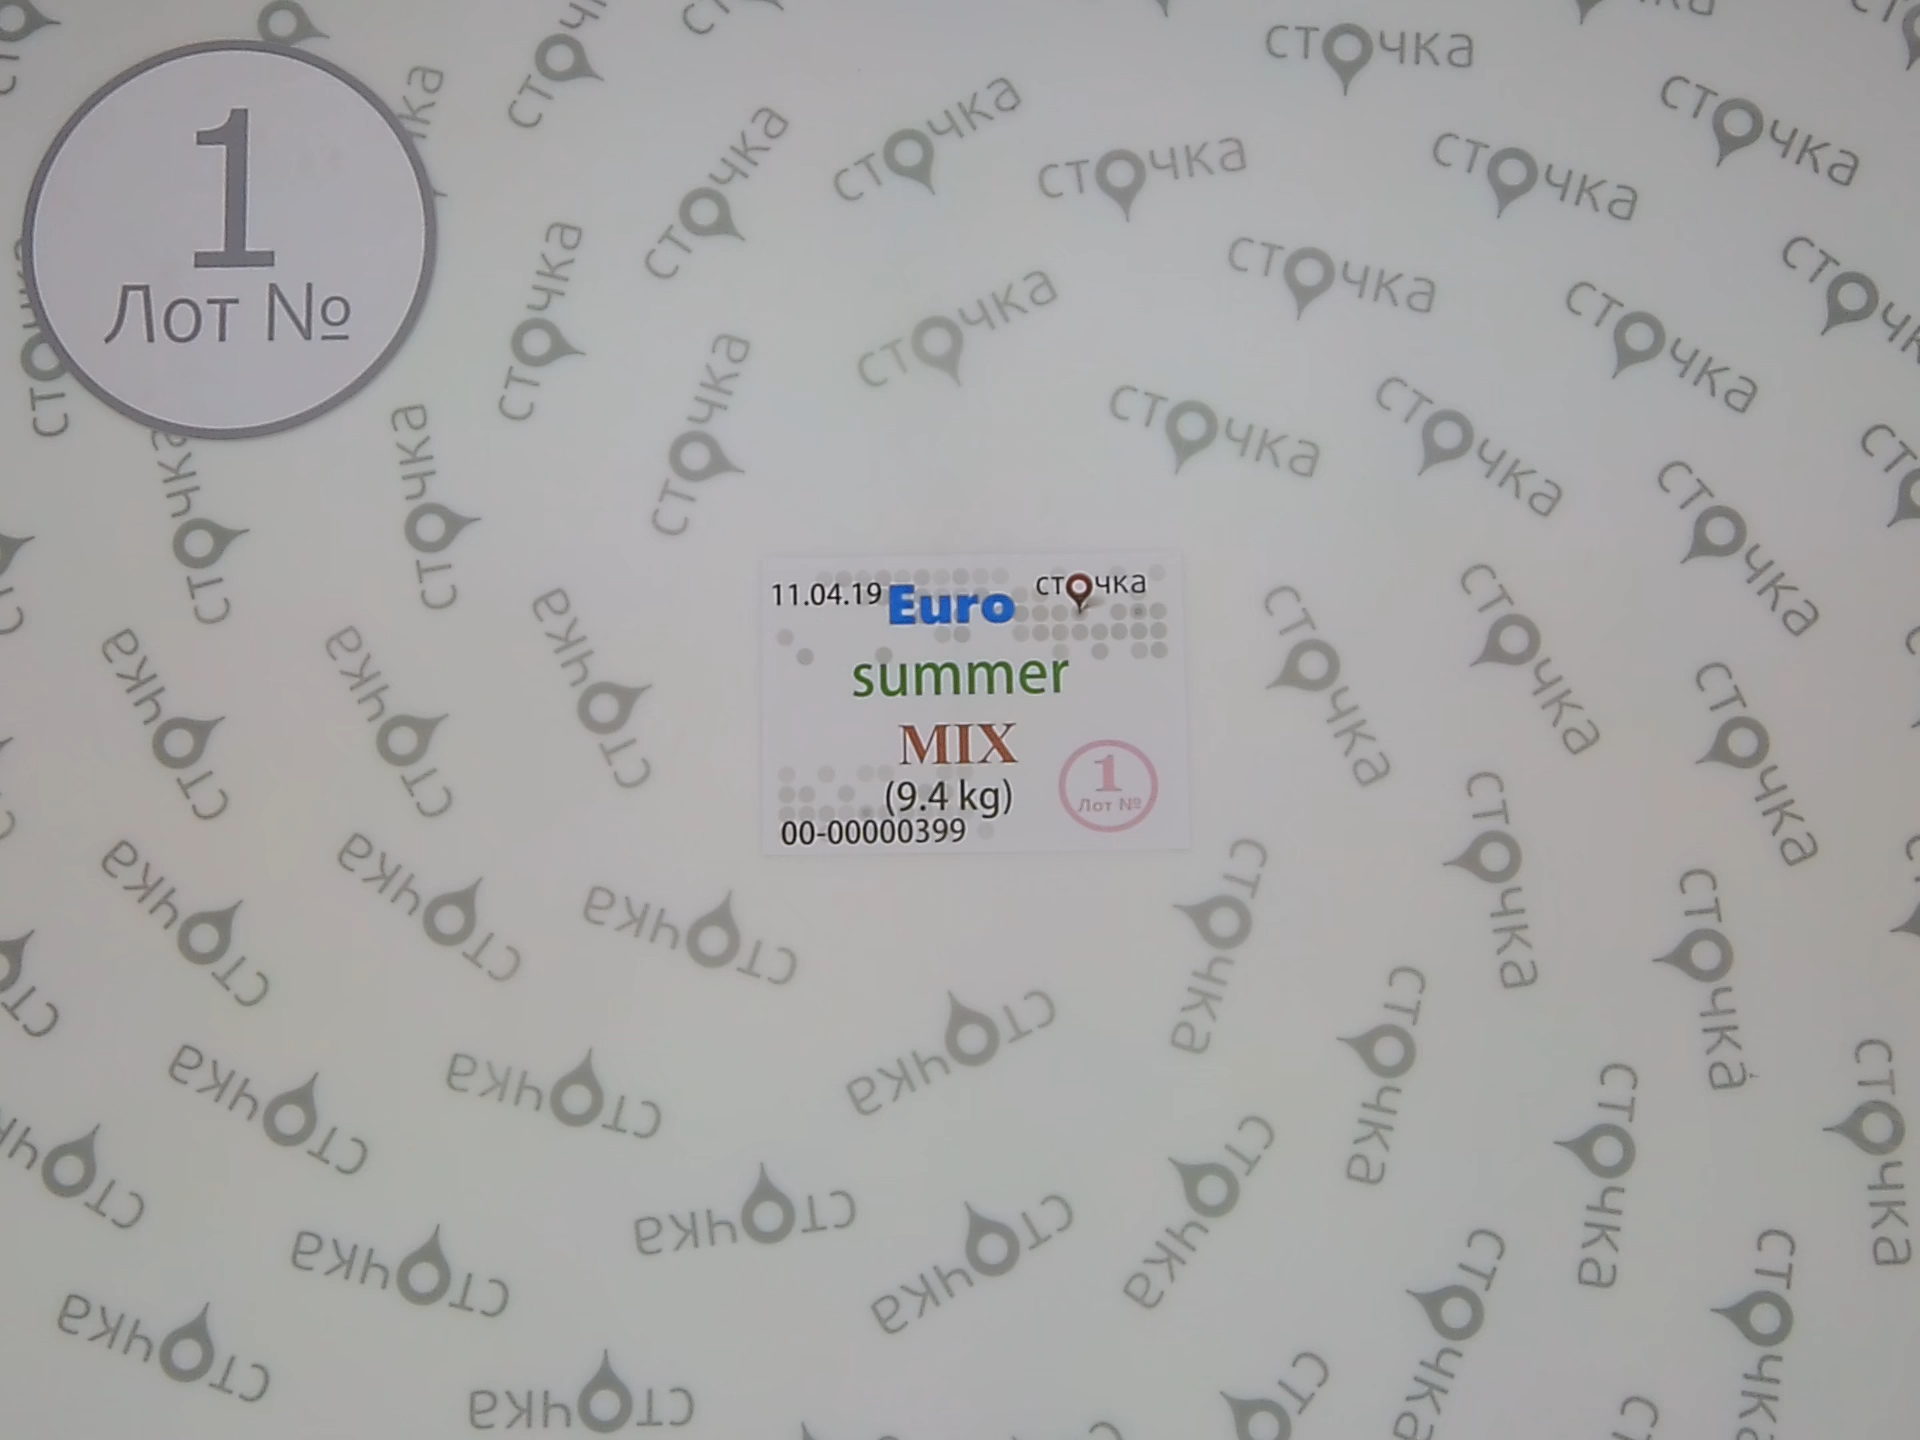 1
Лот №
11.04.19 Euro сточка
summer
MIX
(9.4 kg)
1
Лот №
00-00000399
сточка